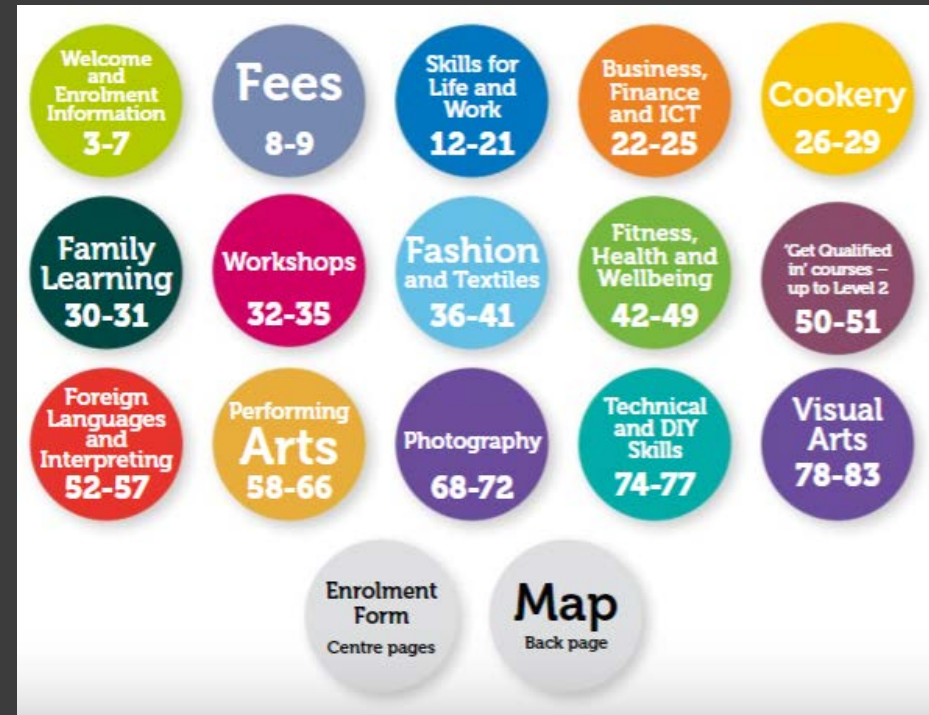 Welcome
and
Enrolment
Information
3-7
Fees
8-9
Skills for
Life and
Work
12-21
Business,
Finance
and ICT
22-25
Cookery
26-29
Family
Learning
30-31
Workshops
32-35
Fashion
and Textiles
36-41
Fitness,
Health and
Wellbeing
42-49
'Get Qualified
in' courses –
up to Level 2
50-51
Foreign
Languages
and
Interpreting
52-57
Performing
Arts
58-66
Photography
68-72
Technical
and DIY
Skills
74-77
Visual
Arts
78-83
Enrolment
Form
Centre pages
Map
Back page